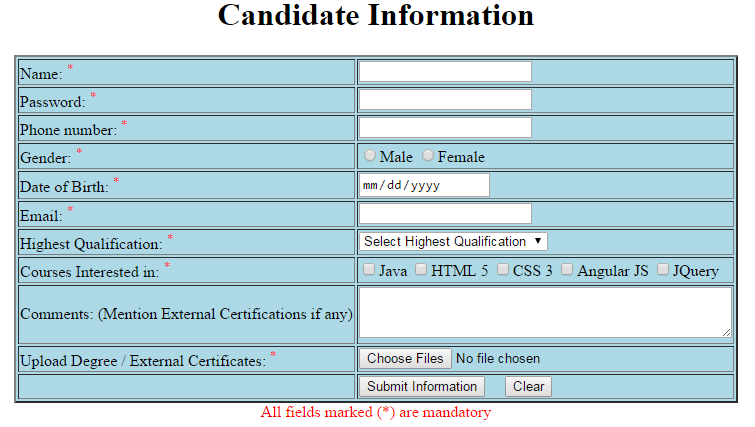 Candidate Information
Name: *
Password: *
Phone number: *
Gender: * Male Female
Date of Birth: * mm/dd/yyyy
Email: *
Highest Qualification: * Select Highest Qualification ▼
Courses Interested in: * Java HTML 5 CSS 3 Angular JS JQuery
Comments: (Mention External Certifications if any)
Upload Degree / External Certificates: * Choose Files No file chosen
Submit Information Clear
All fields marked (*) are mandatory